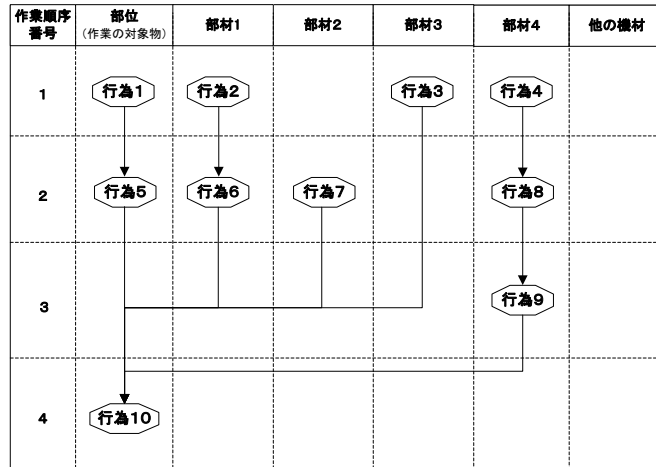 作業順序
番号
部位
(作業の対象物)
部材1
部材2
部材3
部材4
他の機材
1
行為1
行為2
行為3
行為4
2
行為5
行為6
行為7
行為8
3
行為9
4
行為10